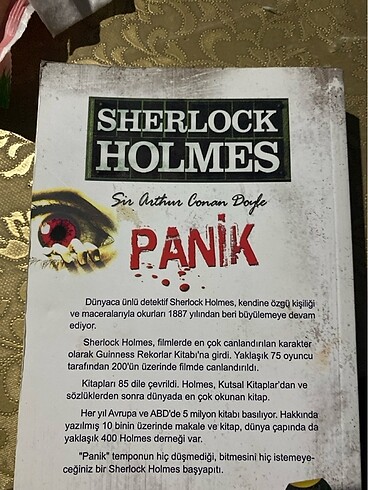 SHERLOCK
HOLMES
Sir Arthur Conan Doyle
PANİK
Dünyaca ünlü detektif Sherlock Holmes, kendine özgü kişiliği
ve maceralarıyla okurları 1887 yılından beri büyülemeye devam
ediyor.
Sherlock Holmes, filmlerde en çok canlandırılan karakter
olarak Guinness Rekorlar Kitabı'na girdi. Yaklaşık 75 oyuncu
tarafından 200'ün üzerinde filmde canlandırıldı.
Kitapları 85 dile çevrildi. Holmes, Kutsal Kitaplar'dan ve
sözlüklerden sonra dünyada en çok okunan kitap.
Her yıl Avrupa ve ABD'de 5 milyon kitabı basılıyor. Hakkında
yazılmış 10 binin üzerinde makale ve kitap, dünya çapında da
yaklaşık 400 Holmes derneği var.
"Panik" temponun hiç düşmediği, bitmesini hiç istemeye-
ceğiniz bir Sherlock Holmes başyapıtı.